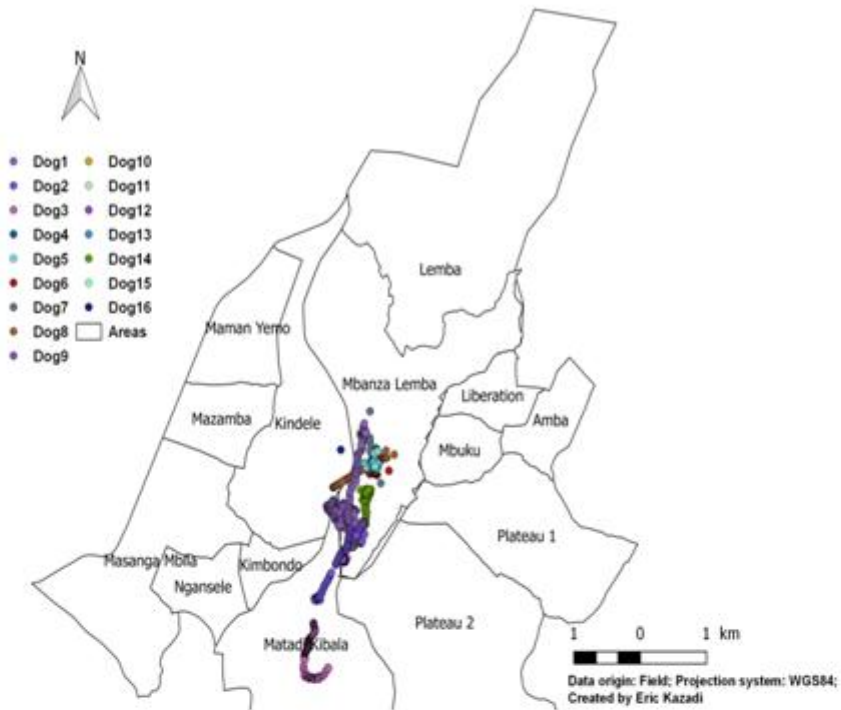 N
Dog1
Dog2
Dog3
Dog4
Dog5
Dog6
Dog7
Dog8
Dog9
Dog10
Dog11
Dog12
Dog13
Dog14
Dog15
Dog16
Areas
Lemba
Maman Yemo
Mbanza Lemba
Liberation
Mazamba
Kindele
Amba
Mbuku
Plateau 1
Masanga Mbila
Kimbondo
Ngansele
Plateau 2
Matadi Kibala
1 0 1 km
Data origin: Field; Projection system: WGS84;
Created by Eric Kazadi